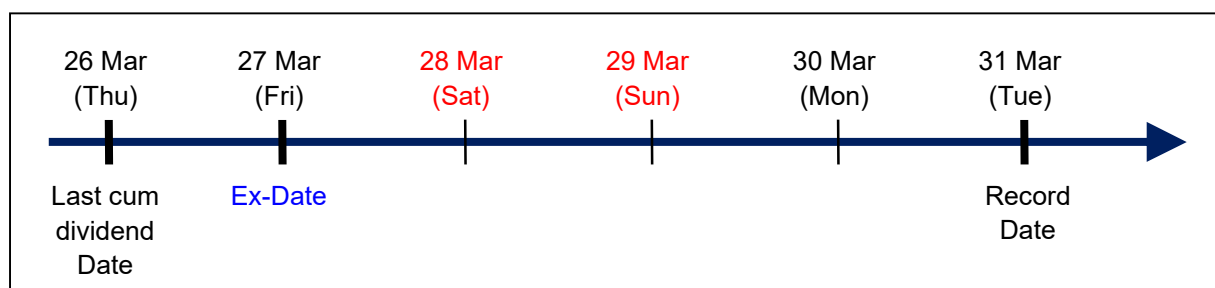 26 Mar
(Thu)
27 Mar
(Fri)
28 Mar
(Sat)
29 Mar
(Sun)
30 Mar
(Mon)
31 Mar
(Tue)
Last cum
dividend
Date
Ex-Date
Record
Date